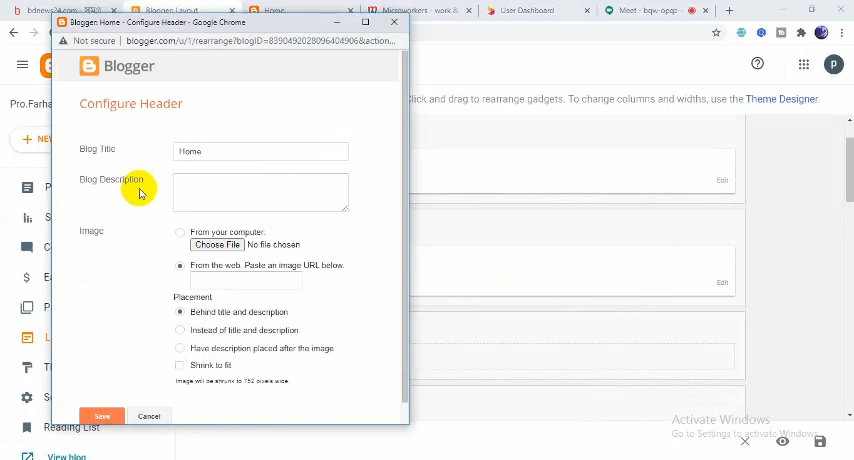 bdnews24.com
Blogger: Layout
Home
Microworkers - work &
User Dashboard
Meet - bqw-opqz-
Blogger: Home - Configure Header - Google Chrome
Not secure blogger.com/u/1/rearrange?blogID=8390492028096404906&action...
Blogger
P
Configure Header
Pro.Farha
Click and drag to rearrange gadgets. To change columns and widths, use the Theme Designer.
NEW
Blog Title Home
Blog Description
Edit
Image
From your computer:
Choose File No file chosen
From the web. Paste an image URL below.
Edit
Placement
Behind title and description
Instead of title and description
Have description placed after the image
Shrink to fit
Image will be shrunk to 752 pixels wide.
Save Cancel
Activate Windows
Go to Settings to activate Windows.
Reading List
View blog